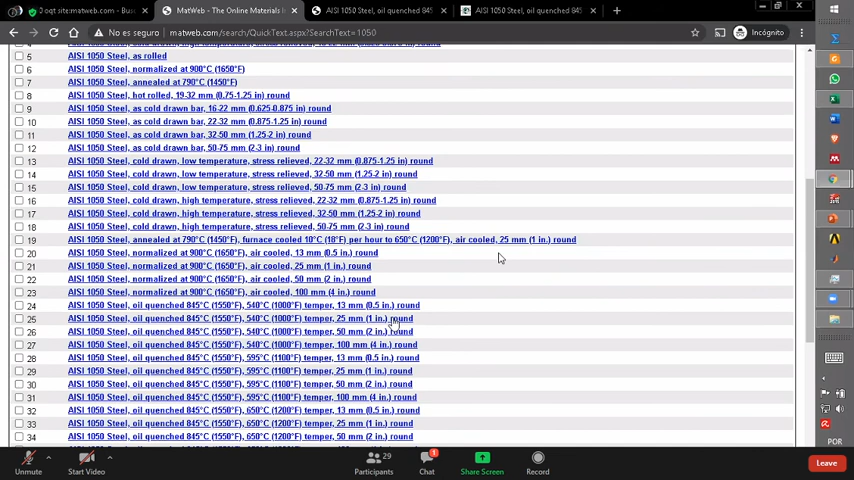 0 oqt site:matweb.com - Busc
MatWeb - The Online Materials I
AISI 1050 Steel, oil quenched 845°
AISI 1050 Steel, oil quenched 845°
No es seguro
matweb.com/search/QuickText.aspx?SearchText=1050
Incógnito
5 AISI 1050 Steel, as rolled
6 AISI 1050 Steel, normalized at 900°C (1650°F)
7 AISI 1050 Steel, annealed at 790°C (1450°F)
8 AISI 1050 Steel, hot rolled, 19-32 mm (0.75-1.25 in) round
9 AISI 1050 Steel, as cold drawn bar, 16-22 mm (0.625-0.875 in) round
10 AISI 1050 Steel, as cold drawn bar, 22-32 mm (0.875-1.25 in) round
11 AISI 1050 Steel, as cold drawn bar, 32-50 mm (1.25-2 in) round
12 AISI 1050 Steel, as cold drawn bar, 50-75 mm (2-3 in) round
13 AISI 1050 Steel, cold drawn, low temperature, stress relieved, 22-32 mm (0.875-1.25 in) round
14 AISI 1050 Steel, cold drawn, low temperature, stress relieved, 32-50 mm (1.25-2 in) round
15 AISI 1050 Steel, cold drawn, low temperature, stress relieved, 50-75 mm (2-3 in) round
16 AISI 1050 Steel, cold drawn, high temperature, stress relieved, 22-32 mm (0.875-1.25 in) round
17 AISI 1050 Steel, cold drawn, high temperature, stress relieved, 32-50 mm (1.25-2 in) round
18 AISI 1050 Steel, cold drawn, high temperature, stress relieved, 50-75 mm (2-3 in) round
19 AISI 1050 Steel, annealed at 790°C (1450°F), furnace cooled 10°C (18°F) per hour to 650°C (1200°F), air cooled, 25 mm (1 in.) round
20 AISI 1050 Steel, normalized at 900°C (1650°F), air cooled, 13 mm (0.5 in.) round
21 AISI 1050 Steel, normalized at 900°C (1650°F), air cooled, 25 mm (1 in.) round
22 AISI 1050 Steel, normalized at 900°C (1650°F), air cooled, 50 mm (2 in.) round
23 AISI 1050 Steel, normalized at 900°C (1650°F), air cooled, 100 mm (4 in.) round
24 AISI 1050 Steel, oil quenched 845°C (1550°F), 540°C (1000°F) temper, 13 mm (0.5 in.) round
25 AISI 1050 Steel, oil quenched 845°C (1550°F), 540°C (1000°F) temper, 25 mm (1 in.) round
26 AISI 1050 Steel, oil quenched 845°C (1550°F), 540°C (1000°F) temper, 50 mm (2 in.) round
27 AISI 1050 Steel, oil quenched 845°C (1550°F), 540°C (1000°F) temper, 100 mm (4 in.) round
28 AISI 1050 Steel, oil quenched 845°C (1550°F), 595°C (1100°F) temper, 13 mm (0.5 in.) round
29 AISI 1050 Steel, oil quenched 845°C (1550°F), 595°C (1100°F) temper, 25 mm (1 in.) round
30 AISI 1050 Steel, oil quenched 845°C (1550°F), 595°C (1100°F) temper, 50 mm (2 in.) round
31 AISI 1050 Steel, oil quenched 845°C (1550°F), 595°C (1100°F) temper, 100 mm (4 in.) round
32 AISI 1050 Steel, oil quenched 845°C (1550°F), 650°C (1200°F) temper, 13 mm (0.5 in.) round
33 AISI 1050 Steel, oil quenched 845°C (1550°F), 650°C (1200°F) temper, 25 mm (1 in.) round
34 AISI 1050 Steel, oil quenched 845°C (1550°F), 650°C (1200°F) temper, 50 mm (2 in.) round
POR
Unmute
Start Video
29
Participants
1
Chat
Share Screen
Record
Leave